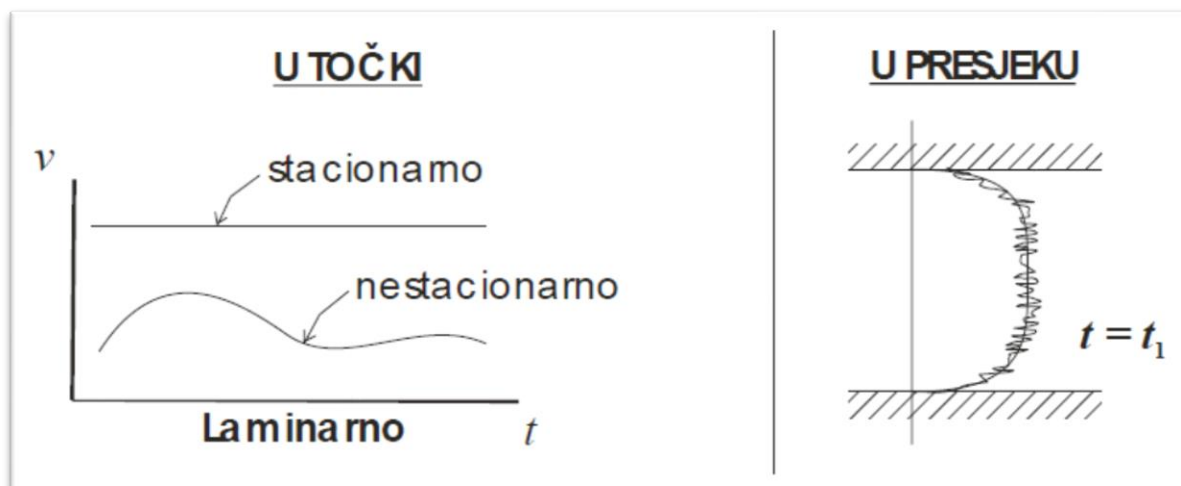 U TOČKI
v
stacionarno
nestacionarno
Laminarno
t
U PRESJEKU
t = t₁